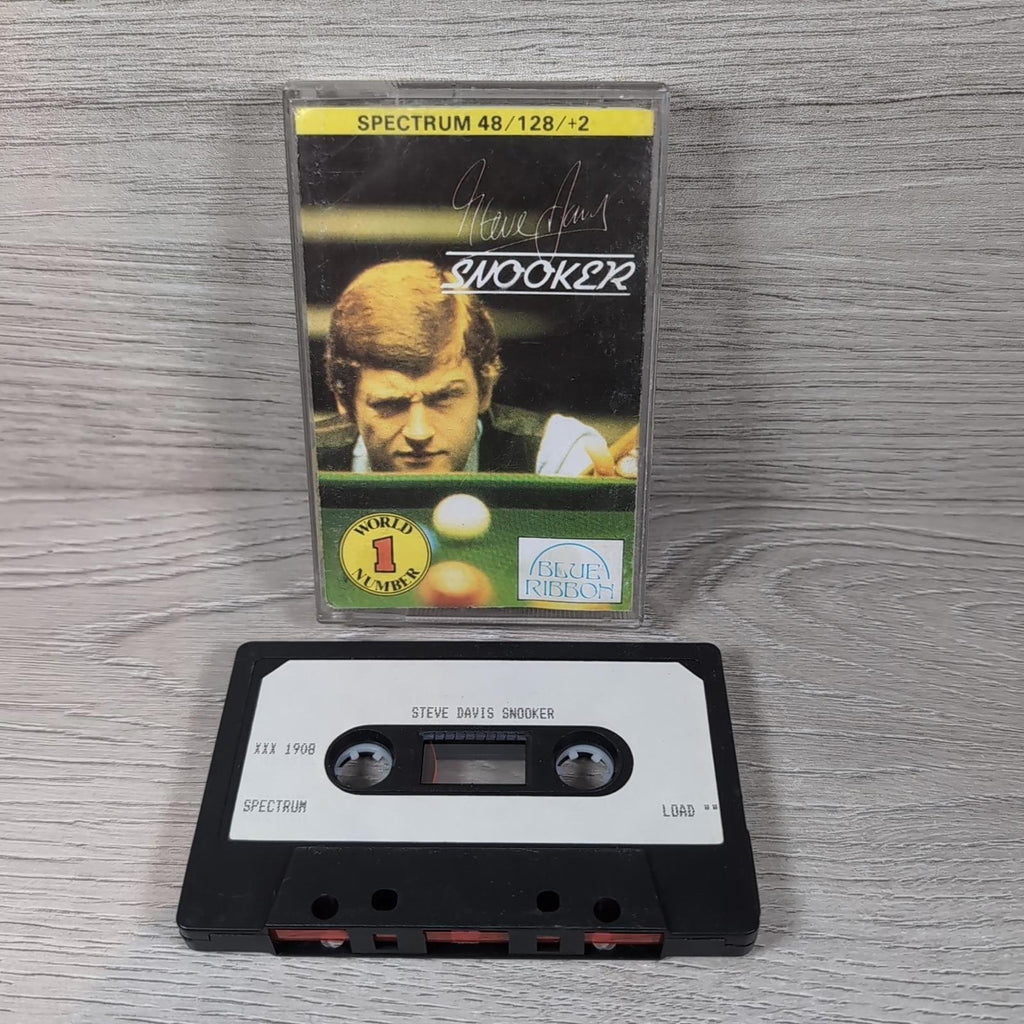 SPECTRUM 48/128/+2
Steve Davis
SNOOKER
WORLD
1
NUMBER
BLUE
RIBBON
STEVE DAVIS SNOOKER
XXX 1908
SPECTRUM
LOAD ""